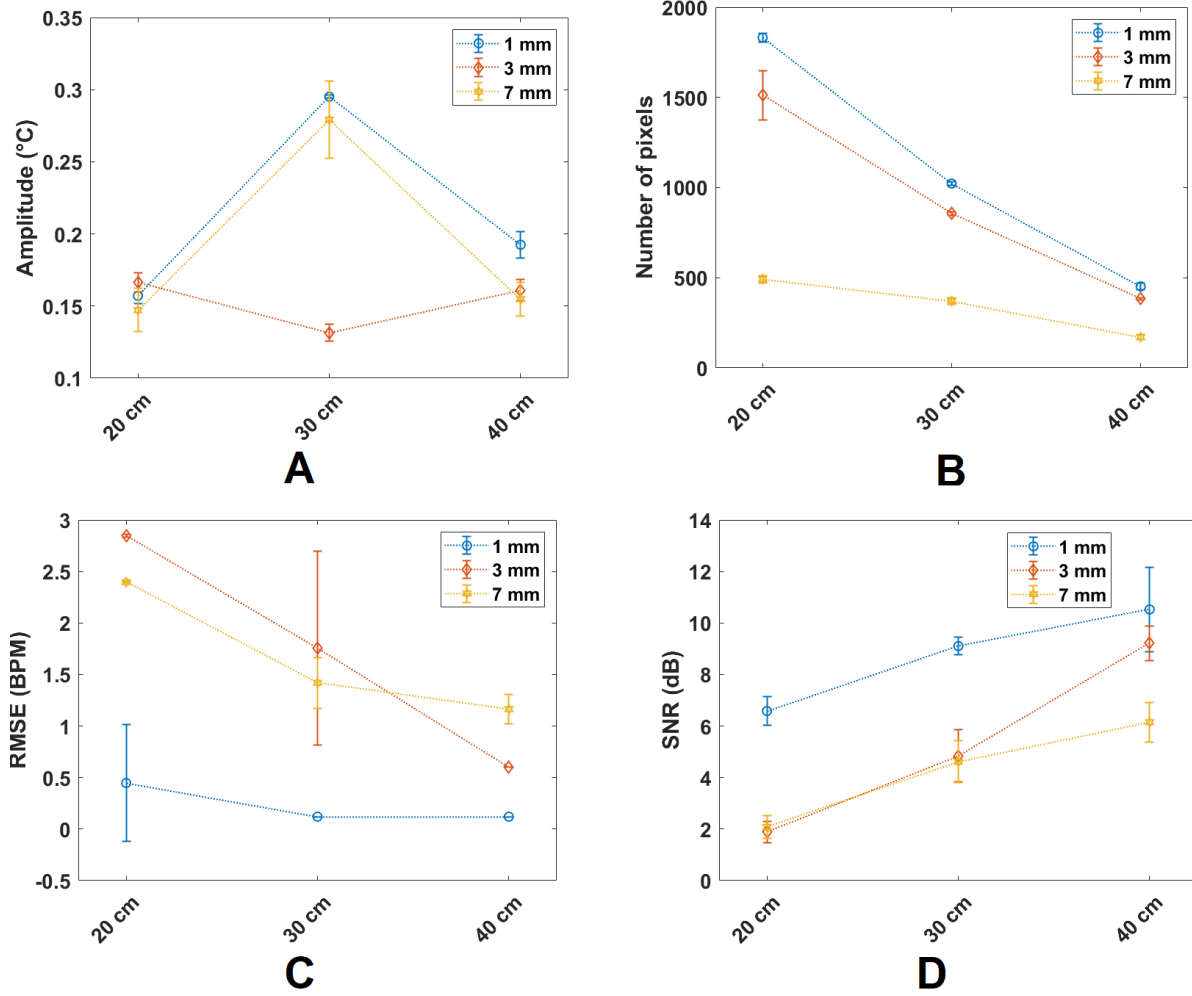 Amplitude (°C)
0.35
0.3
0.25
0.2
0.15
0.1
1 mm
3 mm
7 mm
20 cm
30 cm
40 cm
A
Number of pixels
2000
1500
1000
500
0
1 mm
3 mm
7 mm
20 cm
30 cm
40 cm
B
RMSE (BPM)
3
2.5
2
1.5
1
0.5
0
-0.5
1 mm
3 mm
7 mm
20 cm
30 cm
40 cm
C
SNR (dB)
14
12
10
8
6
4
2
0
1 mm
3 mm
7 mm
20 cm
30 cm
40 cm
D